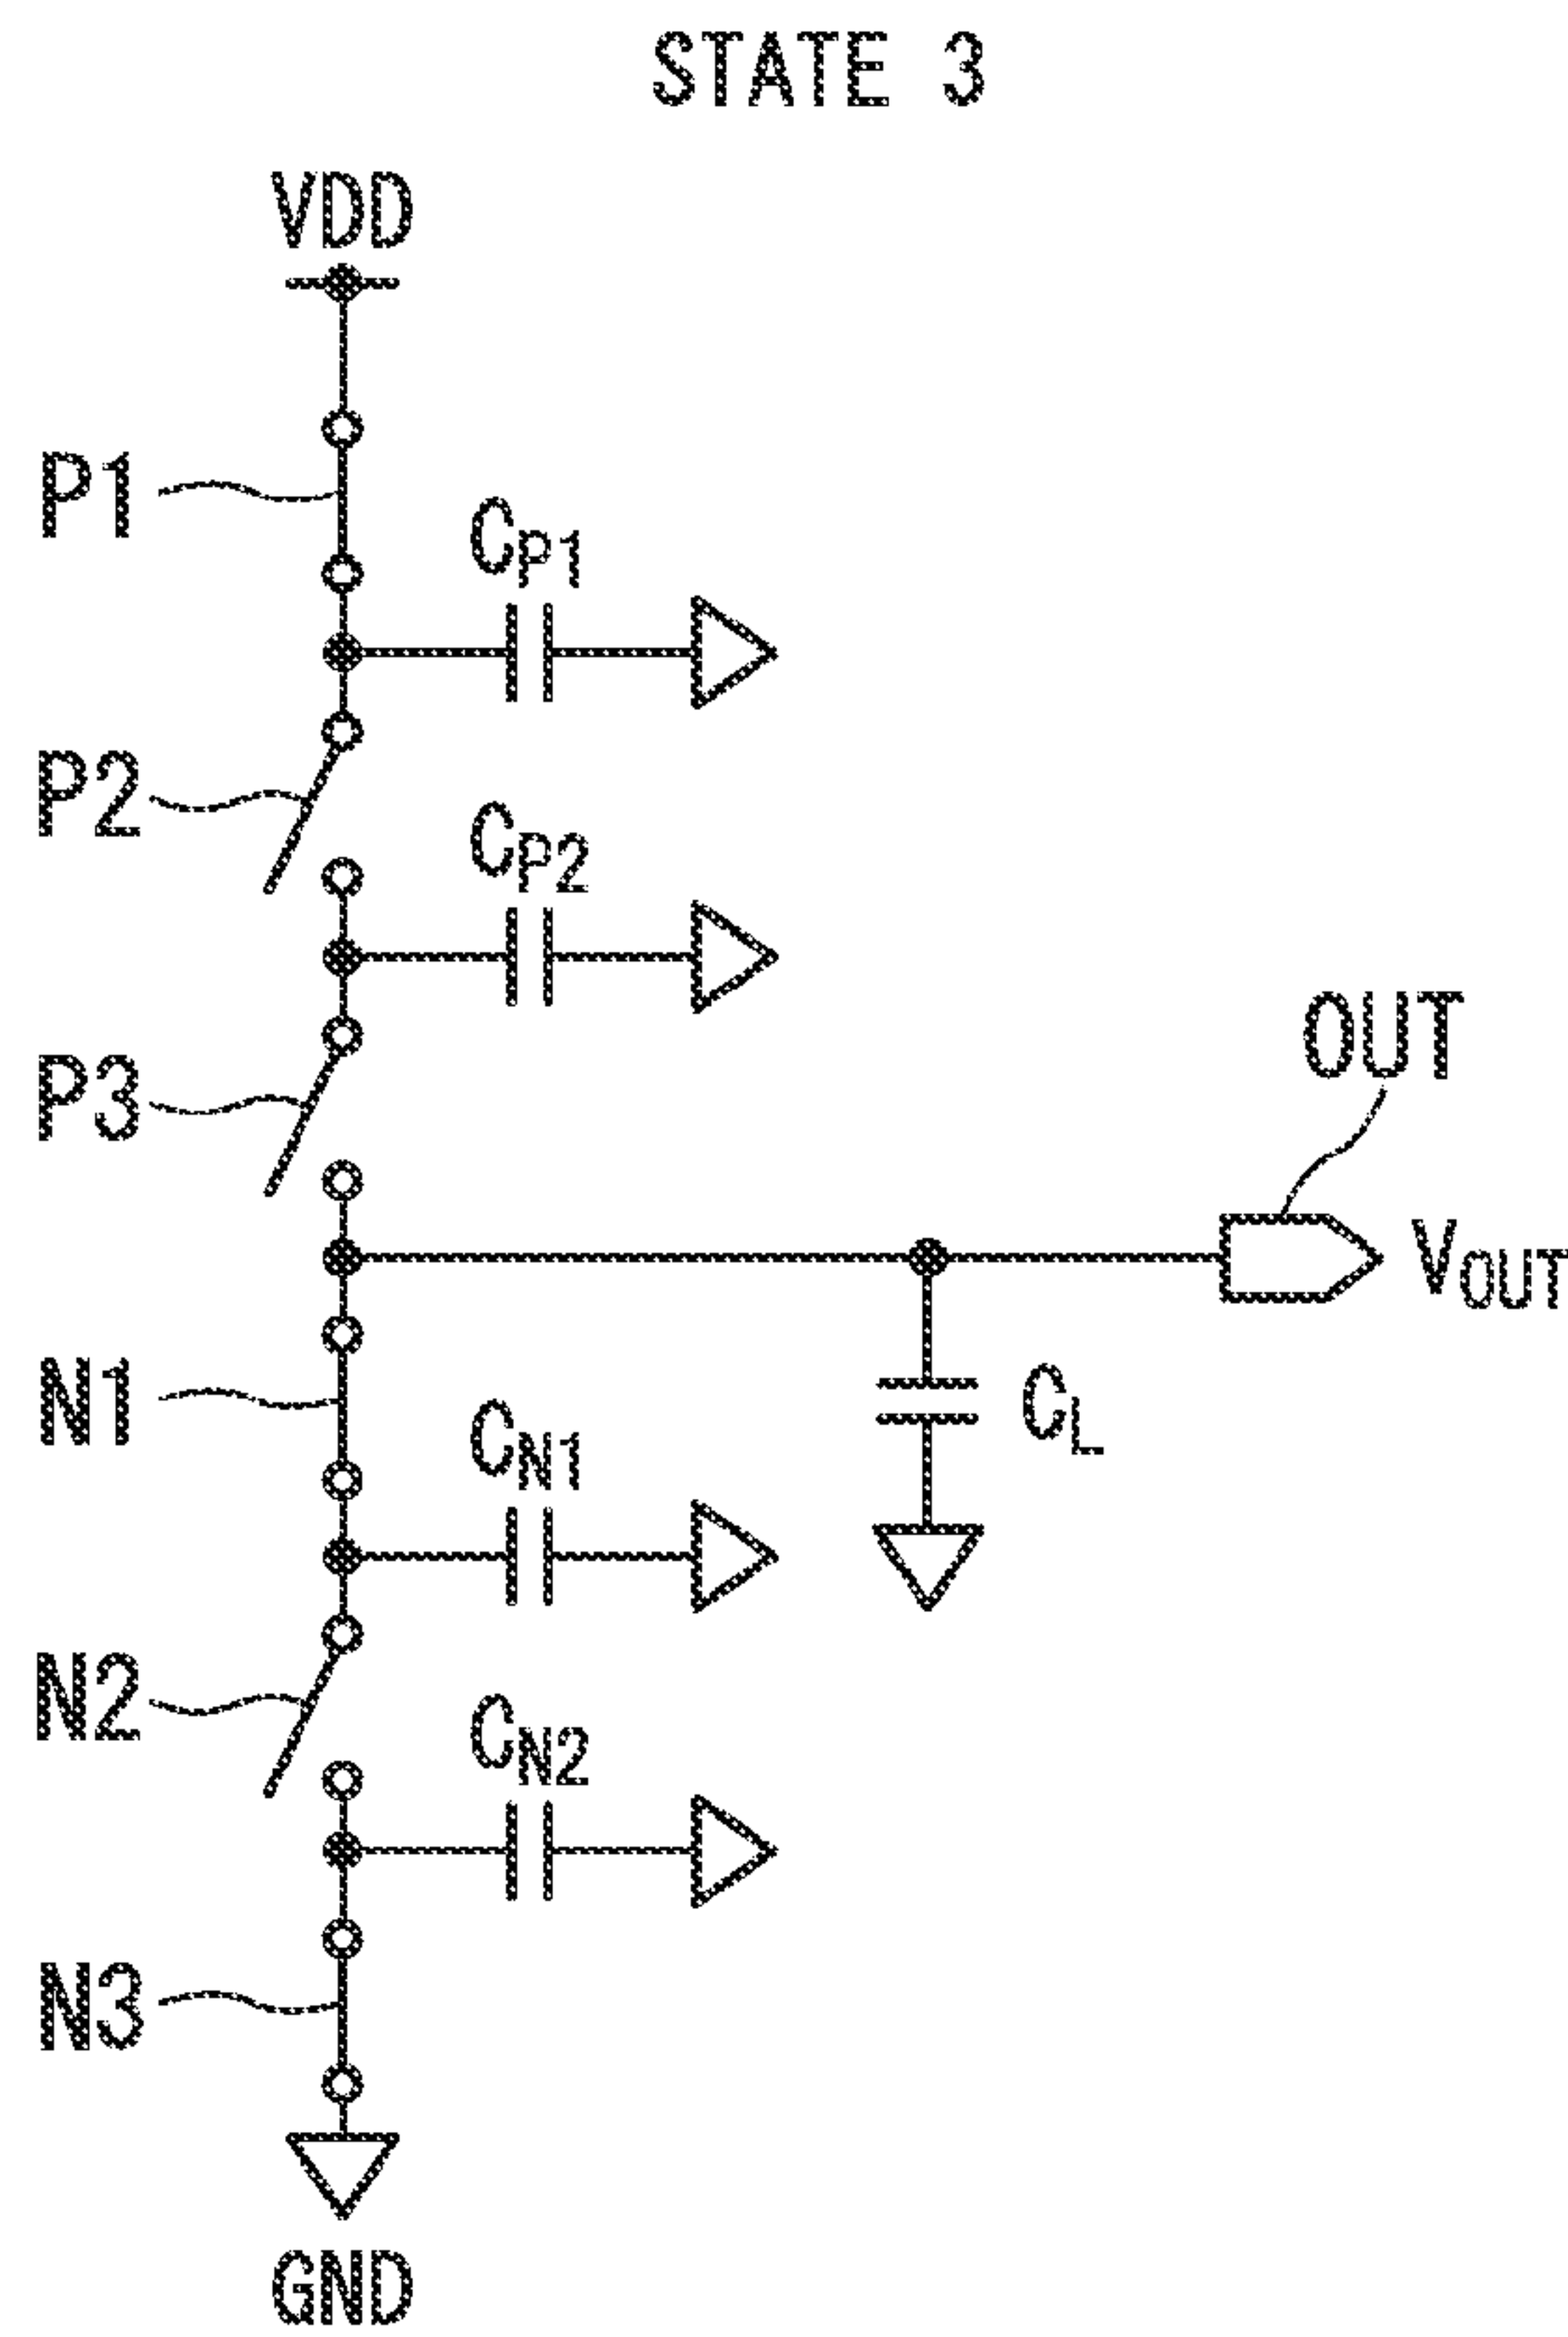 STATE 3
VDD
P1
CP1
P2
CP2
P3
OUT
VOUT
N1
CN1
CL
N2
CN2
N3
GND